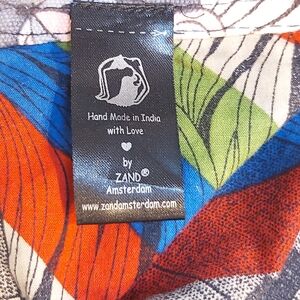 Hand Made in India
with Love
by
ZAND®
Amsterdam
www.zandamsterdam.com